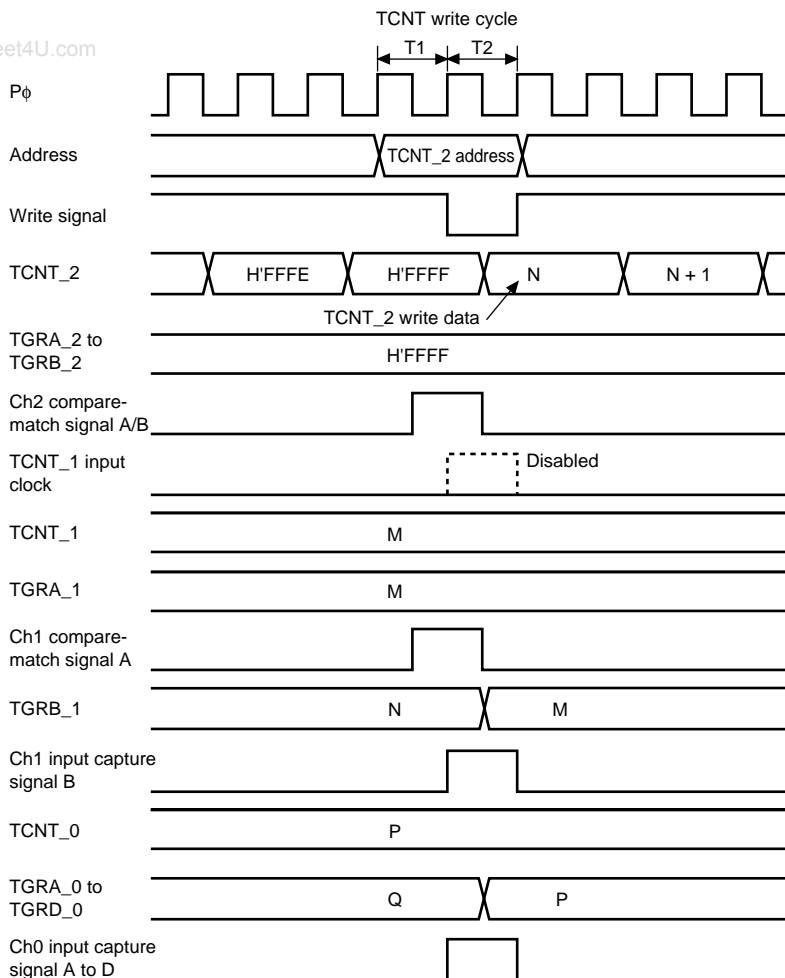 TCNT write cycle
T1 T2
eet4U.com
Pϕ
Address
TCNT_2 address
Write signal
TCNT_2
H'FFFE
H'FFFF
N
N + 1
TCNT_2 write data
TGRA_2 to
TGRB_2
H'FFFF
Ch2 compare-
match signal A/B
TCNT_1 input
clock
Disabled
TCNT_1
M
TGRA_1
M
Ch1 compare-
match signal A
TGRB_1
N
M
Ch1 input capture
signal B
TCNT_0
P
TGRA_0 to
TGRD_0
Q
P
Ch0 input capture
signal A to D